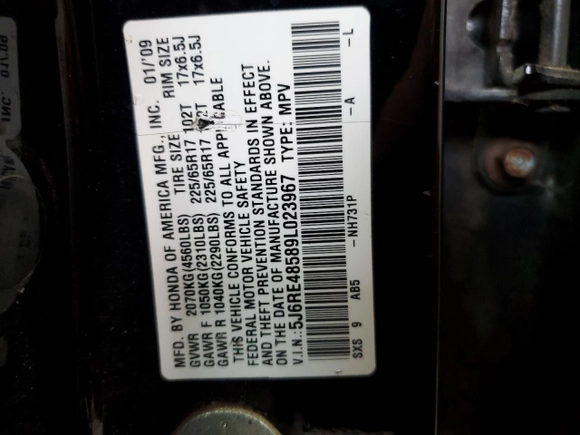 MFD. BY HONDA OF AMERICA MFG., INC. 01/'09
GVWR 2070KG(4560LBS) TIRE SIZE RIM SIZE
GAWR F 1050KG(2310LBS) 225/65R17 102T 17x6.5J
GAWR R 1040KG(2290LBS) 225/65R17 102T 17x6.5J
THIS VEHICLE CONFORMS TO ALL APPLICABLE
FEDERAL MOTOR VEHICLE SAFETY
AND THEFT PREVENTION STANDARDS IN EFFECT
ON THE DATE OF MANUFACTURE SHOWN ABOVE.
V.I.N.: 5J6RE48589L023967 TYPE: MPV
SXS 9 AB5 -NH731P -A -L